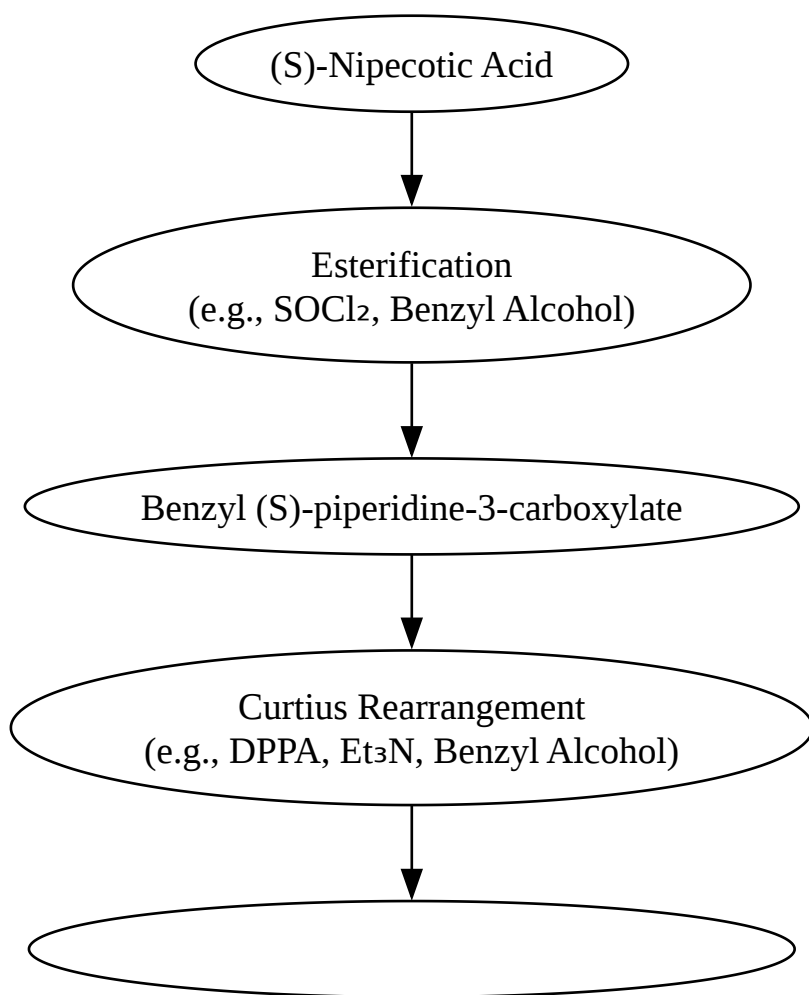 (S)-Nipecotic Acid
Esterification
(e.g., SOCl₂, Benzyl Alcohol)
Benzyl (S)-piperidine-3-carboxylate
Curtius Rearrangement
(e.g., DPPA, Et₃N, Benzyl Alcohol)